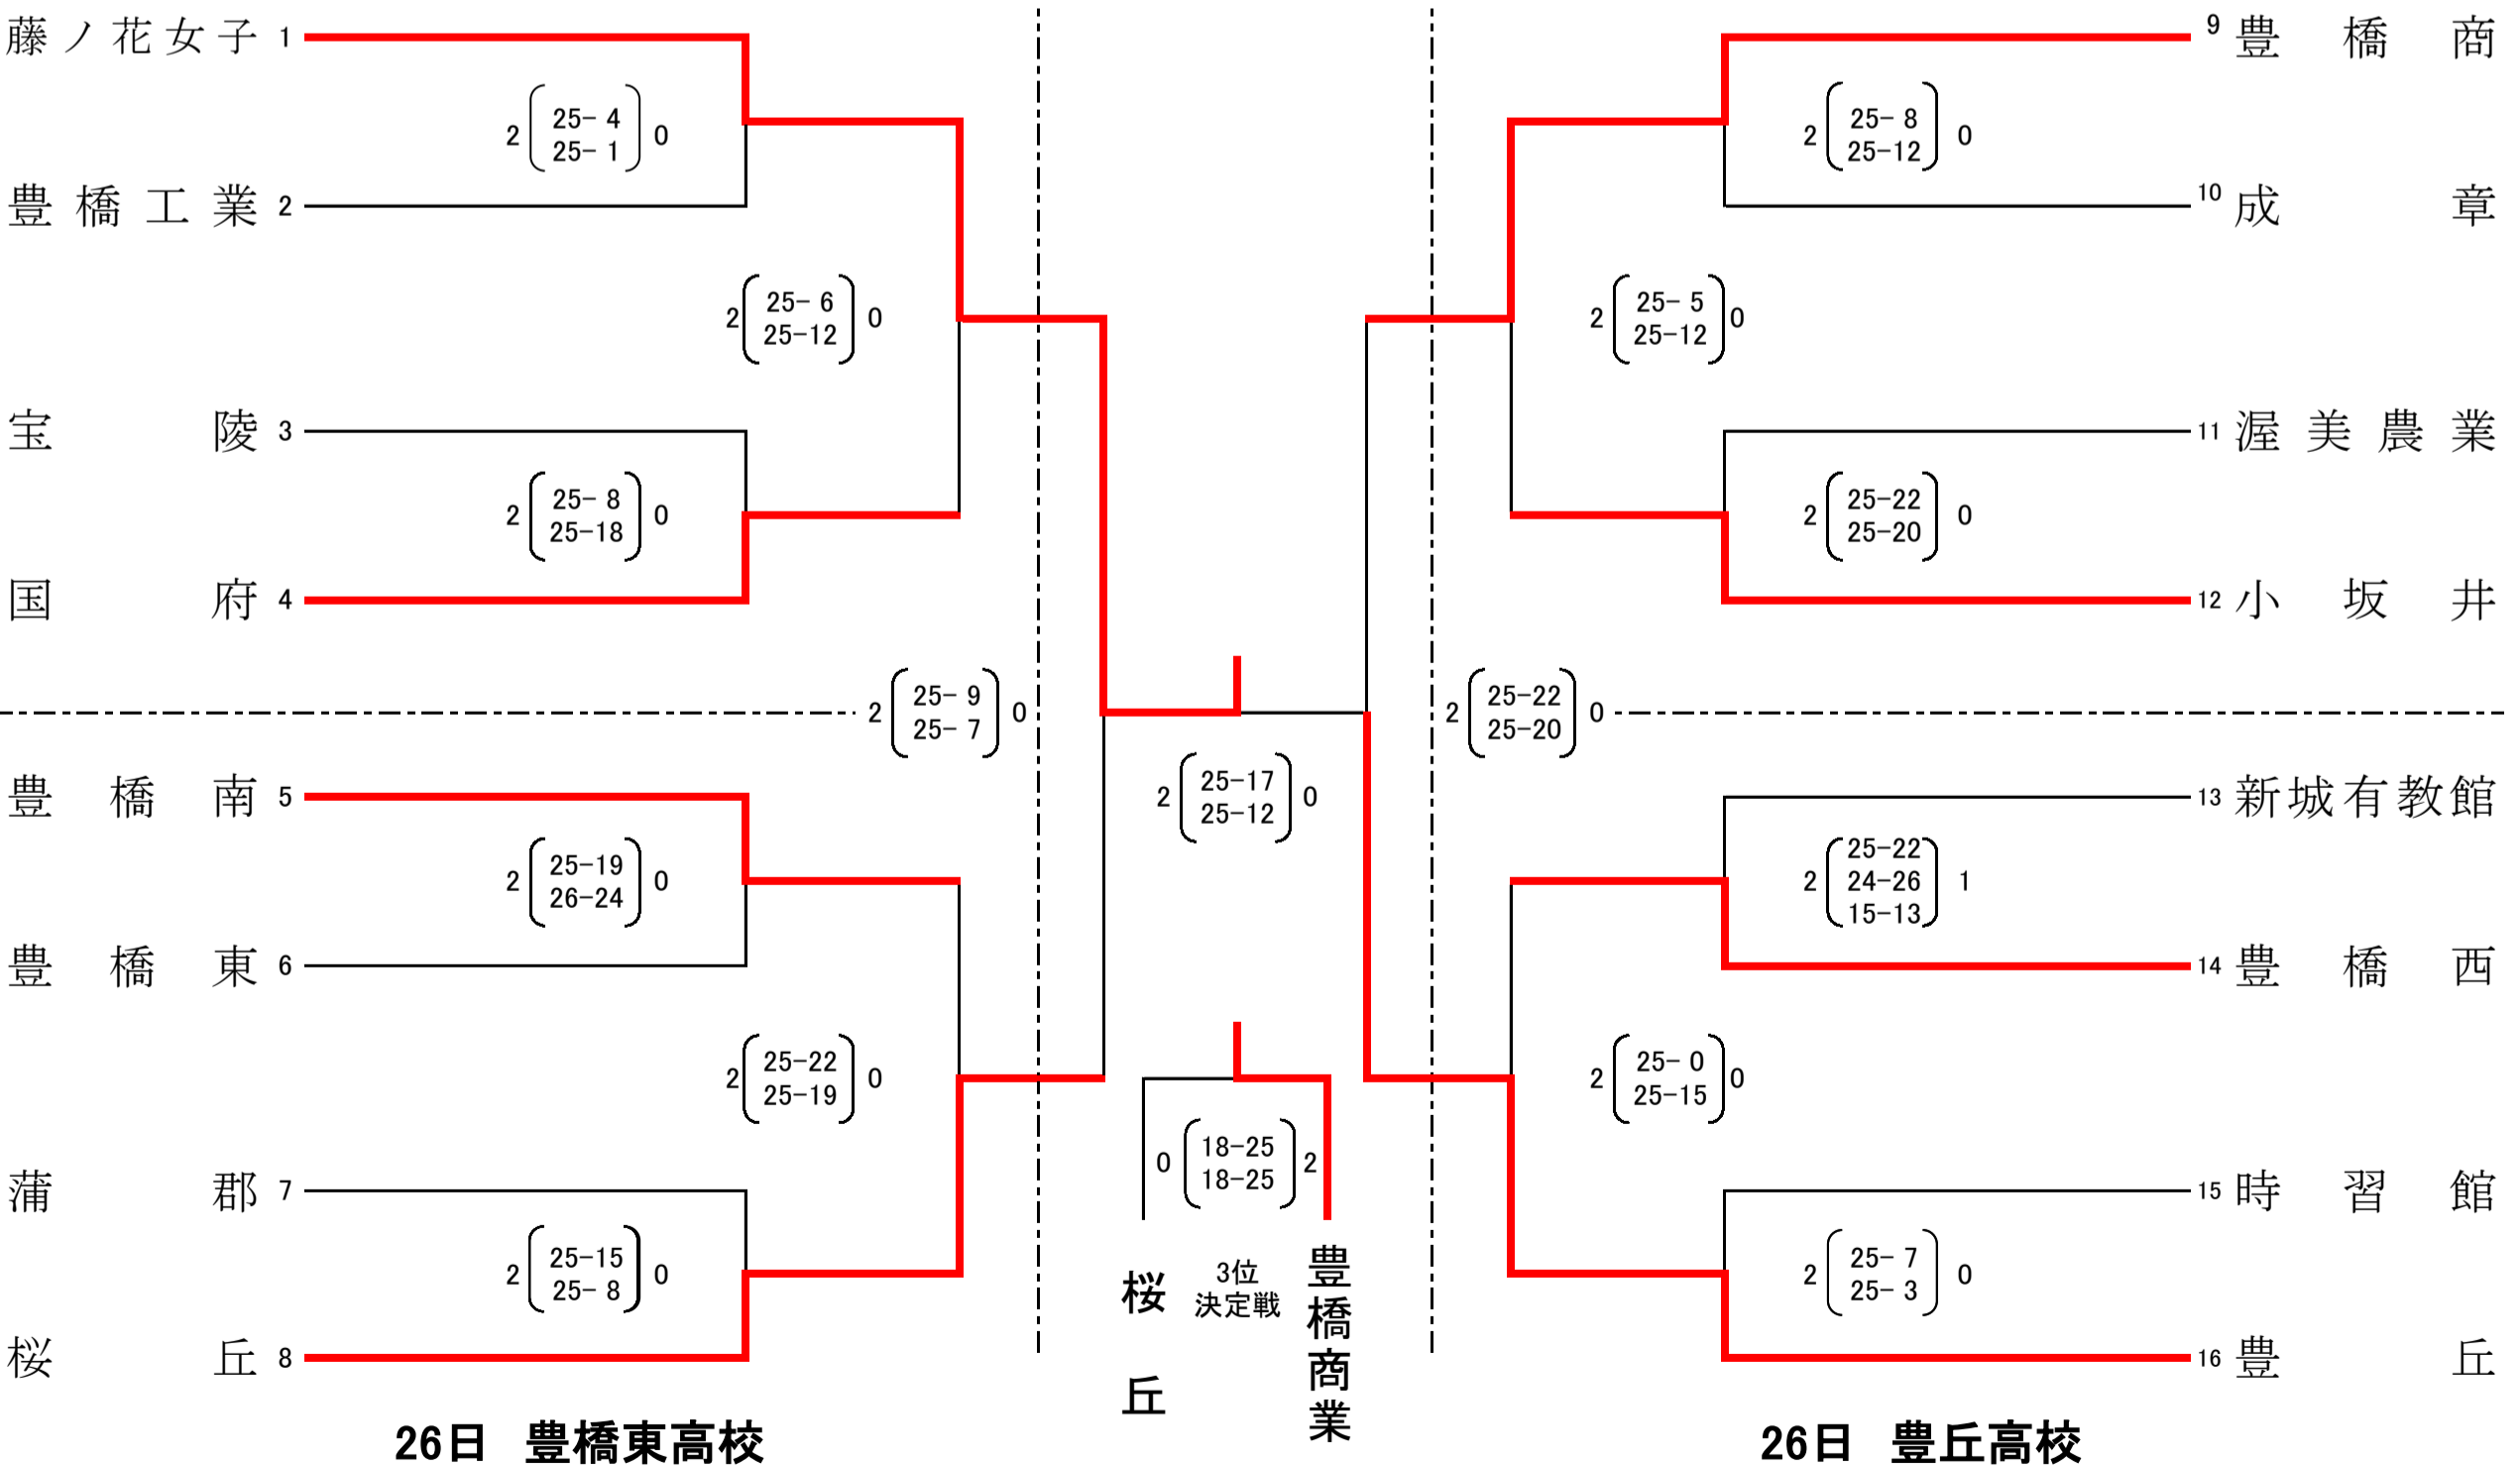 藤ノ花女子 1
2 25- 4 0
25- 1
豊橋工業 2
2 25- 6 0
25-12
宝陵 3
2 25- 8 0
25-18
国府 4
2 25- 9 0
25- 7
豊橋南 5
2 25-19 0
26-24
豊橋東 6
2 25-22 0
25-19
蒲郡 7
2 25-15 0
25- 8
桜丘 8
26日 豊橋東高校
2 25-17 0
25-12
0 18-25 2
18-25
桜丘
3位
決定戦
豊橋商業
9 豊橋商
2 25- 8 0
25-12
10 成章
2 25- 5 0
25-12
11 渥美農業
2 25-22 0
25-20
12 小坂井
2 25-22 0
25-20
13 新城有教館
2 25-22 1
24-26
15-13
14 豊橋西
2 25- 0 0
25-15
15 時習館
2 25- 7 0
25- 3
16 豊丘
26日 豊丘高校